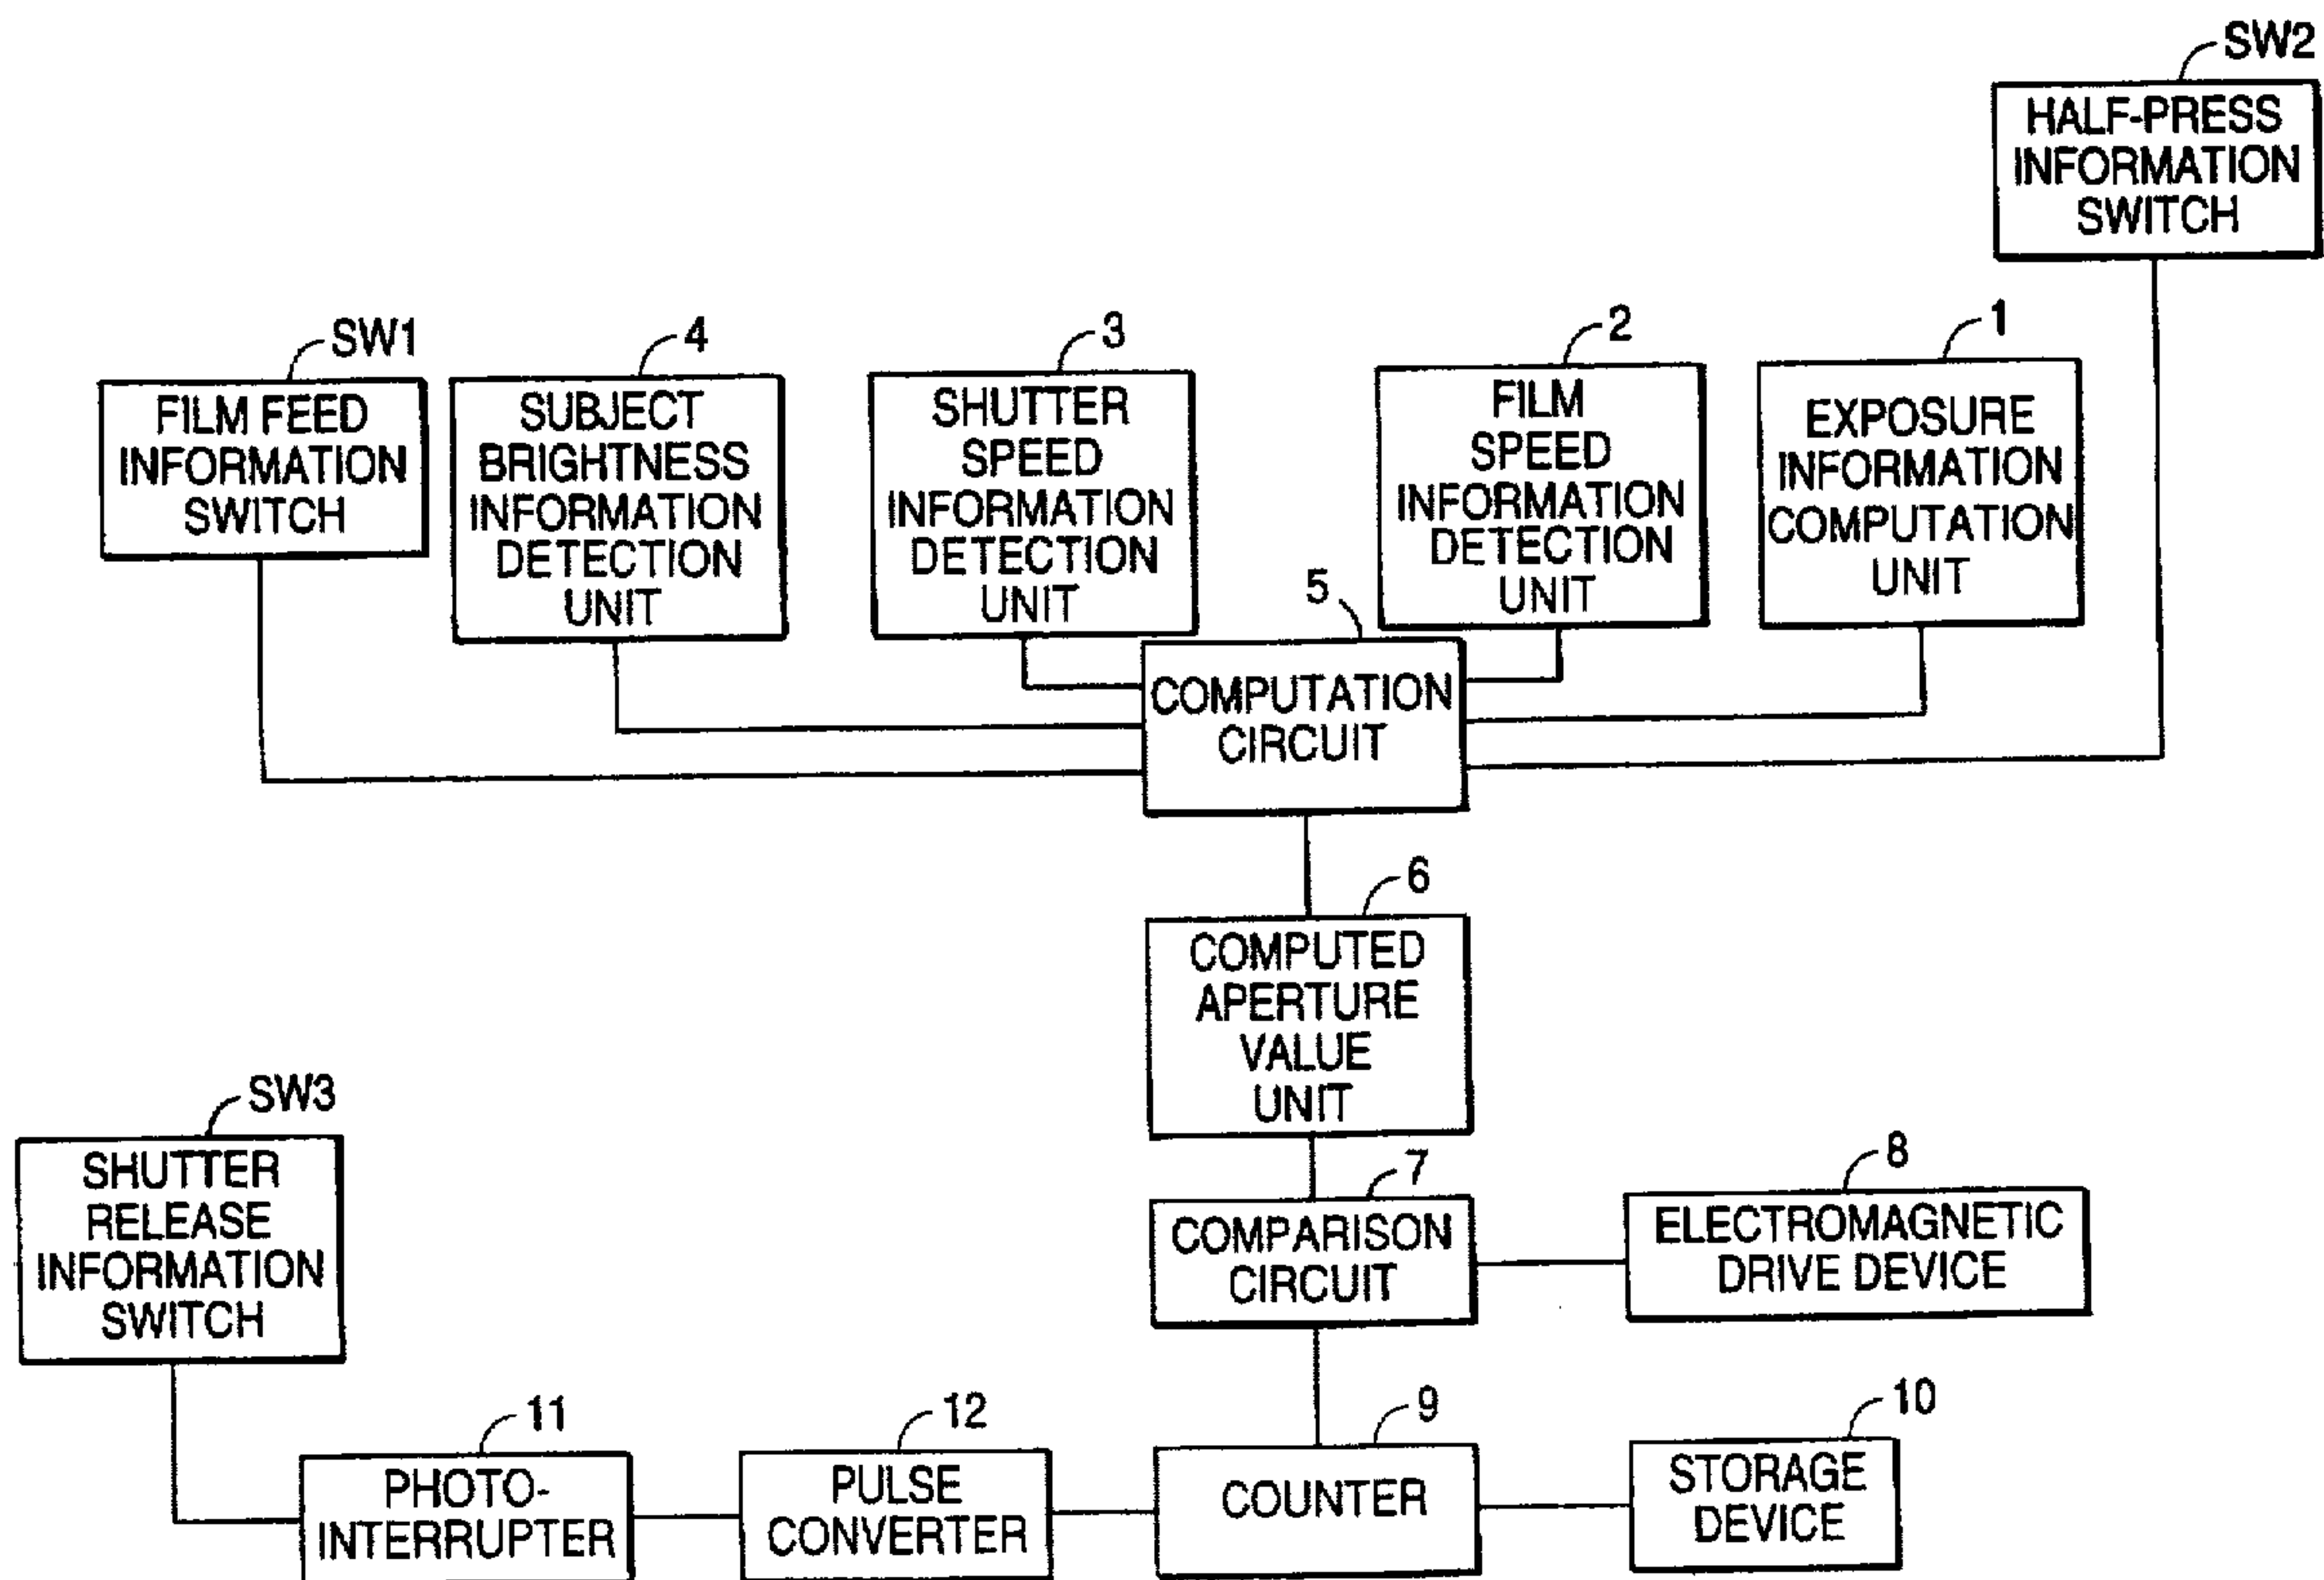 SW2
HALF-PRESS
INFORMATION
SWITCH
SW1
FILM FEED
INFORMATION
SWITCH
4
SUBJECT
BRIGHTNESS
INFORMATION
DETECTION
UNIT
3
SHUTTER
SPEED
INFORMATION
DETECTION
UNIT
2
FILM
SPEED
INFORMATION
DETECTION
UNIT
1
EXPOSURE
INFORMATION
COMPUTATION
UNIT
5
COMPUTATION
CIRCUIT
6
COMPUTED
APERTURE
VALUE
UNIT
7
COMPARISON
CIRCUIT
8
ELECTROMAGNETIC
DRIVE DEVICE
SW3
SHUTTER
RELEASE
INFORMATION
SWITCH
11
PHOTO-
INTERRUPTER
12
PULSE
CONVERTER
9
COUNTER
10
STORAGE
DEVICE